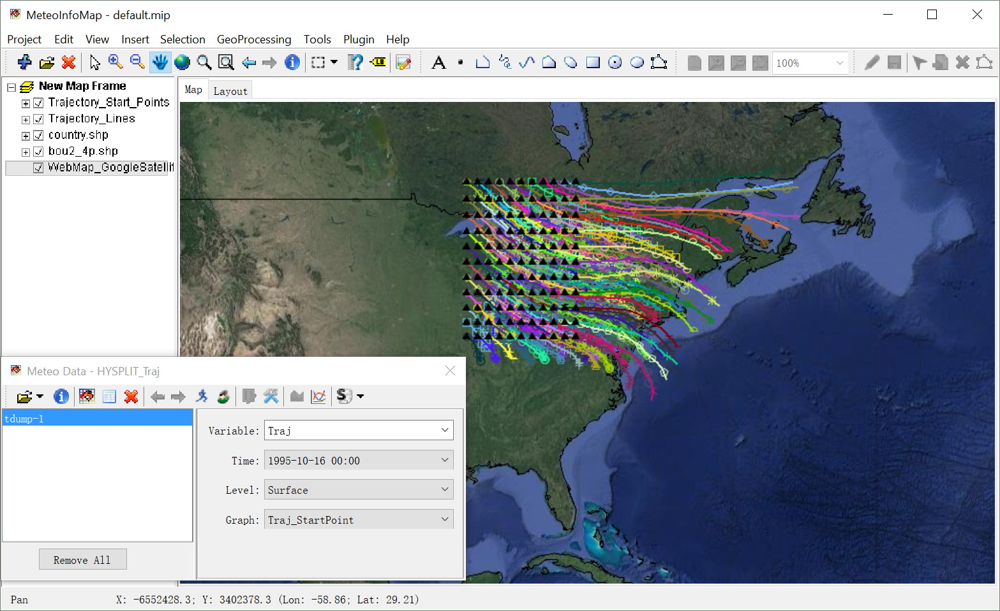 MeteoInfoMap - default.mip
Project Edit View Insert Selection GeoProcessing Tools Plugin Help
LB
A
100%
New Map Frame
Trajectory_Start_Points
Trajectory_Lines
country.shp
bou2_4p.shp
WebMap_GoogleSatellit
Map Layout
Meteo Data - HYSPLIT_Traj
S
tdump-1
Variable: Traj
Time: 1995-10-16 00:00
Level: Surface
Graph: Traj_StartPoint
Remove All
Pan X: -6552428.3; Y: 3402378.3 (Lon: -58.86; Lat: 29.21)